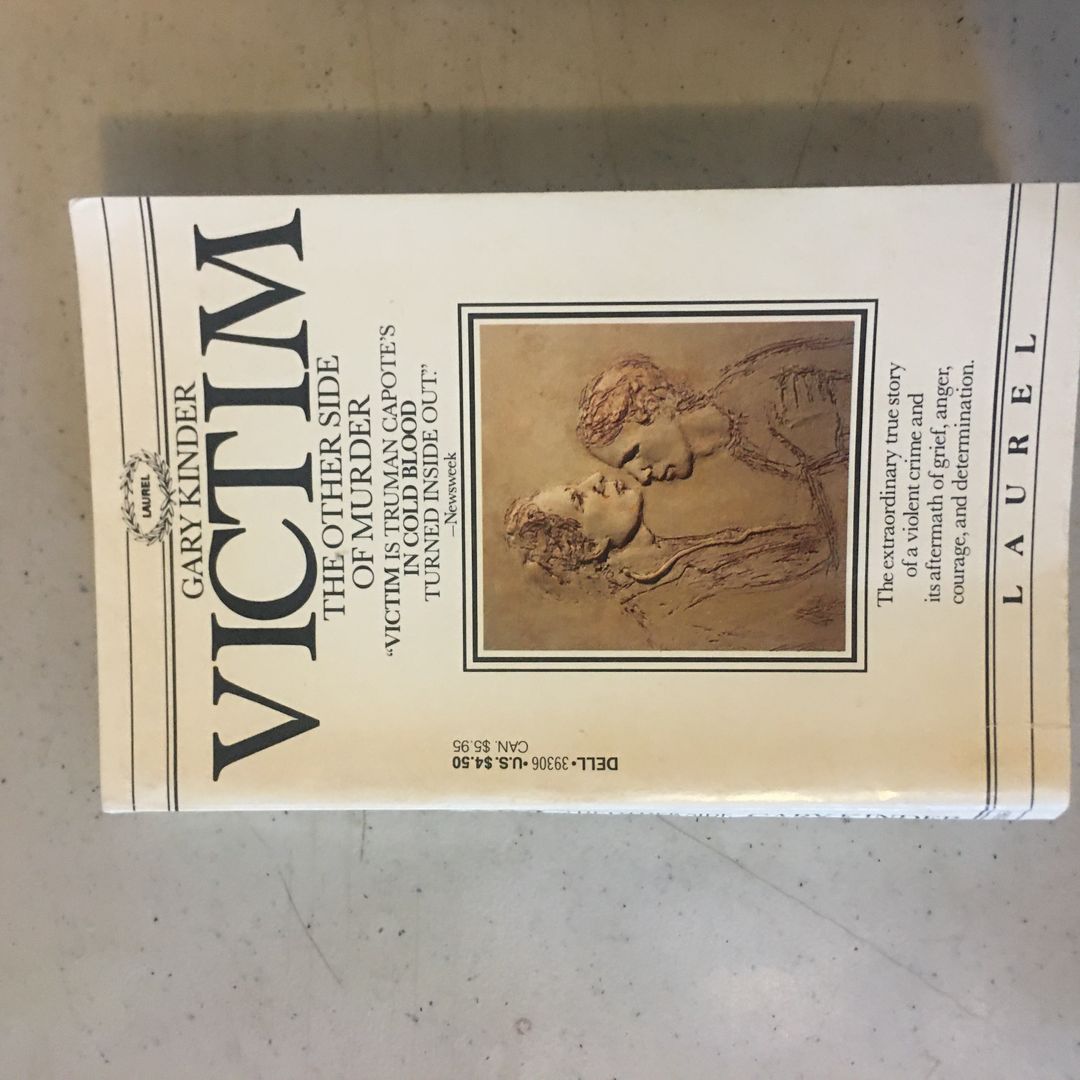 LAUREL
GARY KINDER
VICTIM
THE OTHER SIDE
OF MURDER
“VICTIM IS TRUMAN CAPOTE’S
IN COLD BLOOD
TURNED INSIDE OUT.”
—Newsweek
DELL•39306•U.S. $4.50
CAN. $5.95
The extraordinary true story
of a violent crime and
its aftermath of grief, anger,
courage, and determination.
LAUREL